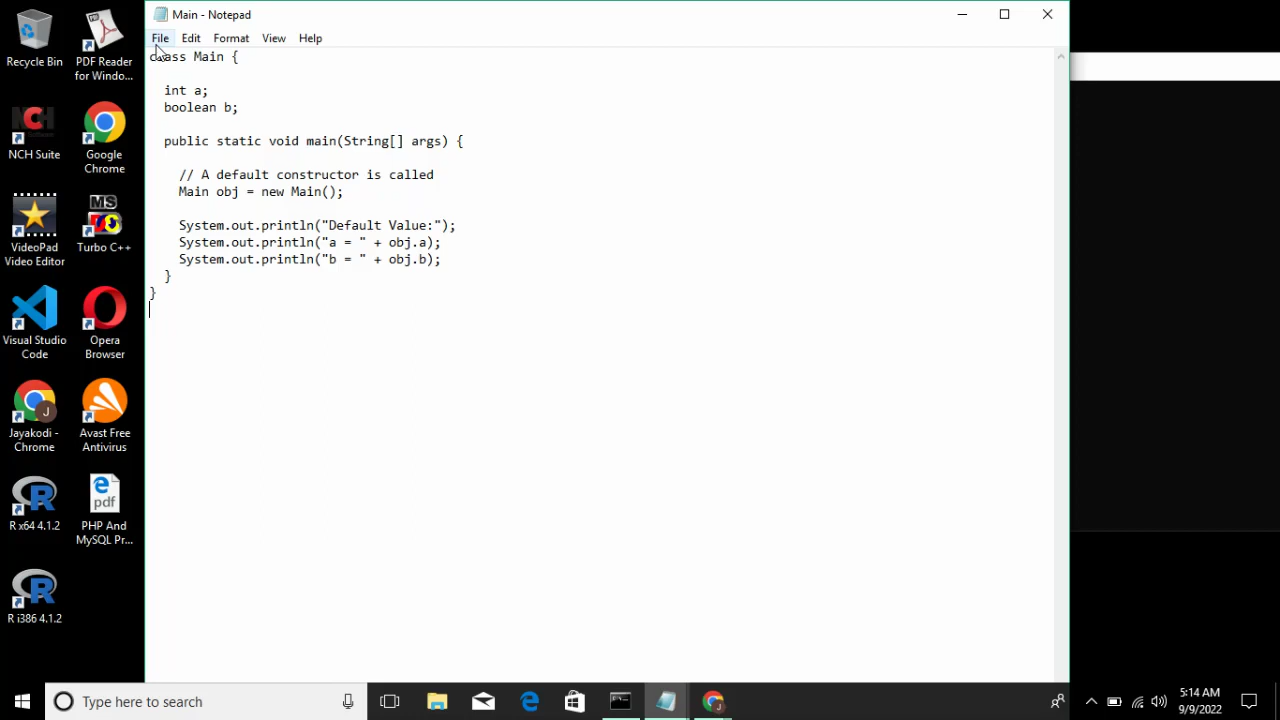 Main - Notepad
File Edit Format View Help
class Main {
int a;
boolean b;
public static void main(String[] args) {
// A default constructor is called
Main obj = new Main();
System.out.println("Default Value:");
System.out.println("a = " + obj.a);
System.out.println("b = " + obj.b);
}
}
Recycle Bin
PDF Reader
for Windo...
NCH
Software
NCH Suite
Google
Chrome
VideoPad
Video Editor
MS
Turbo C++
Visual Studio
Code
Opera
Browser
J
Jayakodi -
Chrome
Avast Free
Antivirus
R x64 4.1.2
pdf
PHP And
MySQL Pr...
R i386 4.1.2
Type here to search
J
5:14 AM
9/9/2022